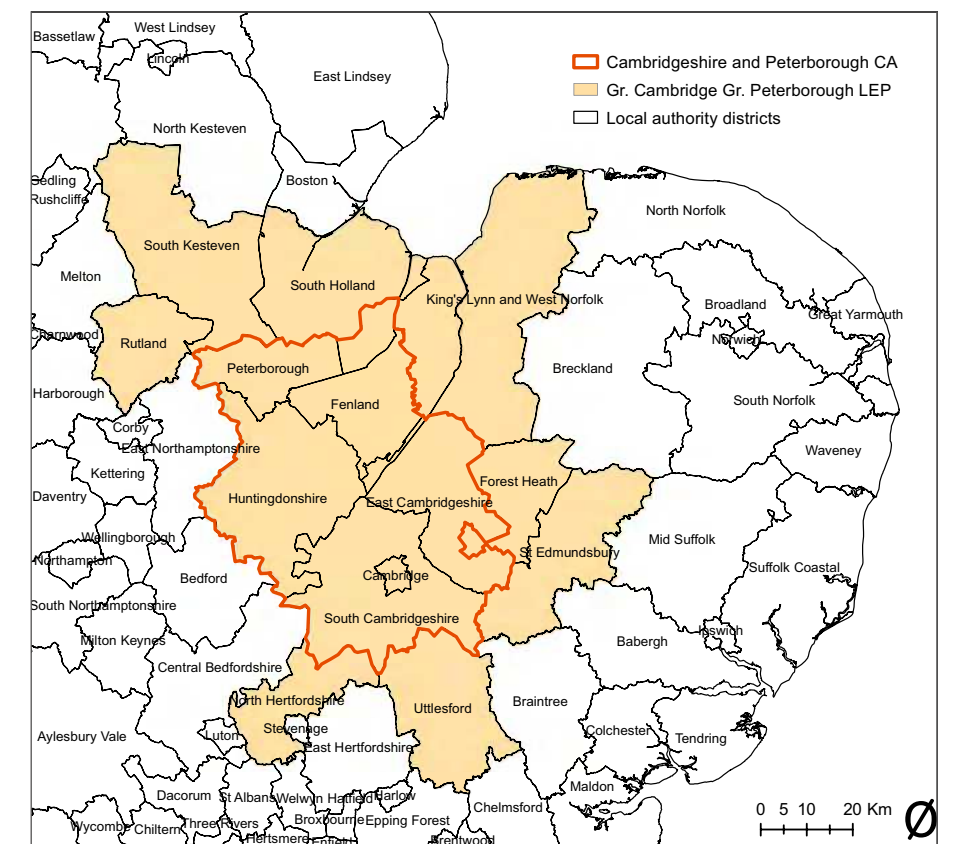 Bassetlaw
West Lindsey
Lincoln
East Lindsey
Cambridgeshire and Peterborough CA
Gr. Cambridge Gr. Peterborough LEP
Local authority districts
North Kesteven
Boston
Gedling
Rushcliffe
North Norfolk
South Kesteven
Melton
South Holland
King's Lynn and West Norfolk
Broadland
Great Yarmouth
Charnwood
Rutland
Norwich
Peterborough
Breckland
Harborough
Fenland
South Norfolk
Corby
East Northamptonshire
Waveney
Kettering
Forest Heath
Daventry
Huntingdonshire
East Cambridgeshire
Wellingborough
Mid Suffolk
St Edmundsbury
Northampton
Suffolk Coastal
Bedford
Cambridge
South Northamptonshire
South Cambridgeshire
Milton Keynes
Ipswich
Babergh
Central Bedfordshire
North Hertfordshire
Uttlesford
Braintree
Stevenage
Colchester
Aylesbury Vale
Luton
Tendring
East Hertfordshire
Maldon
Dacorum
St Albans
Welwyn Hatfield
Harlow
Chelmsford
0 5 10 20 Km
Wycombe
Chiltern
Three Rivers
Broxbourne
Epping Forest
Hertsmere
Enfield
Brentwood